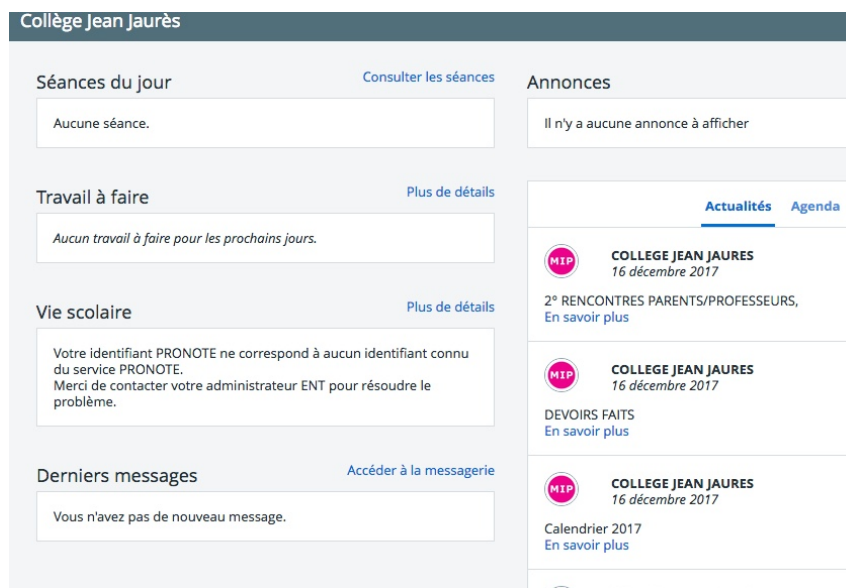 Collège Jean Jaurès
Séances du jour
Consulter les séances
Aucune séance.
Travail à faire
Plus de détails
Aucun travail à faire pour les prochains jours.
Vie scolaire
Plus de détails
Votre identifiant PRONOTE ne correspond à aucun identifiant connu
du service PRONOTE.
Merci de contacter votre administrateur ENT pour résoudre le
problème.
Derniers messages
Accéder à la messagerie
Vous n'avez pas de nouveau message.
Annonces
Il n'y a aucune annonce à afficher
Actualités
Agenda
MIP
COLLEGE JEAN JAURES
16 décembre 2017
2° RENCONTRES PARENTS/PROFESSEURS,
En savoir plus
MIP
COLLEGE JEAN JAURES
16 décembre 2017
DEVOIRS FAITS
En savoir plus
MIP
COLLEGE JEAN JAURES
16 décembre 2017
Calendrier 2017
En savoir plus